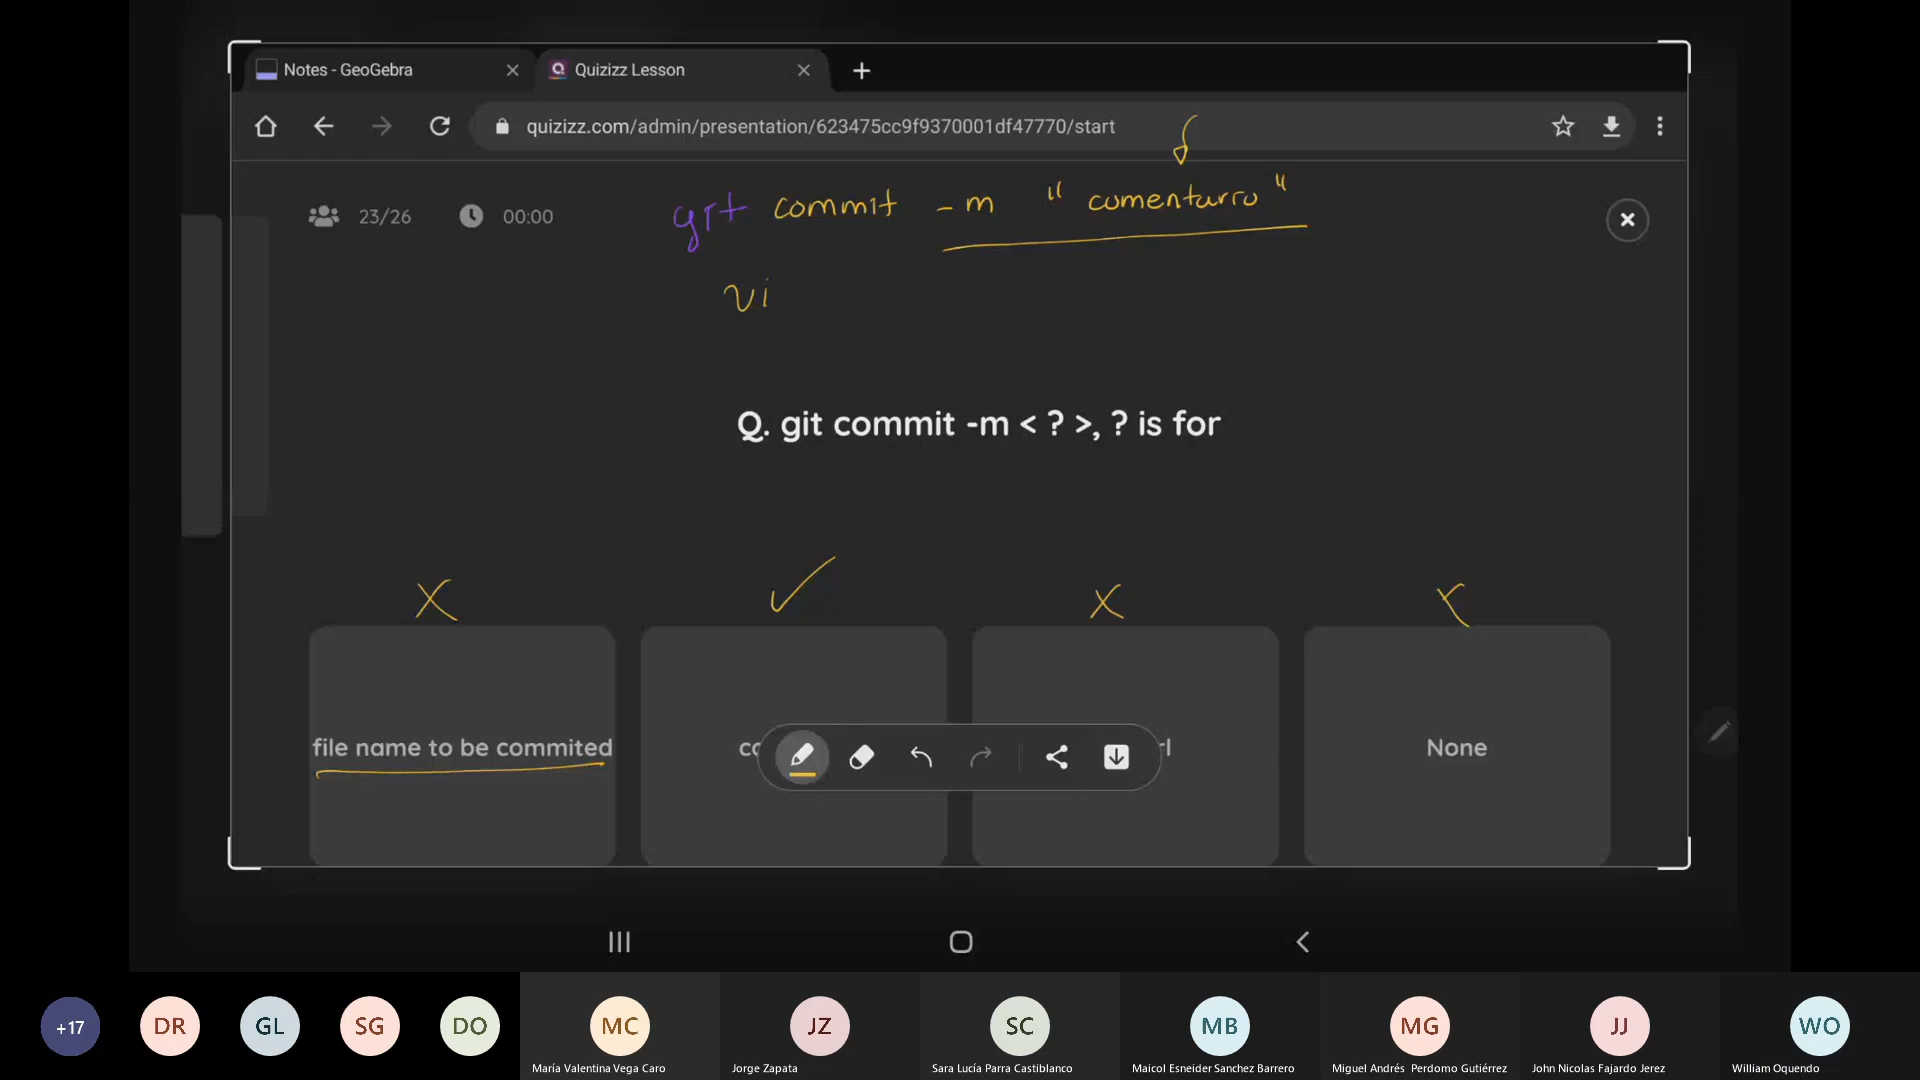 Notes - GeoGebra
Quizizz Lesson
quizizz.com/admin/presentation/623475cc9f9370001df47770/start
23/26
00:00
git commit -m " comentario "
vi
Q. git commit -m < ? >, ? is for
X
X
file name to be commited
None
+17
DR
GL
SG
DO
MC
JZ
SC
MB
MG
JJ
WO
María Valentina Vega Caro
Jorge Zapata
Sara Lucía Parra Castiblanco
Maicol Esneider Sanchez Barrero
Miguel Andrés Perdomo Gutiérrez
John Nicolas Fajardo Jerez
William Oquendo